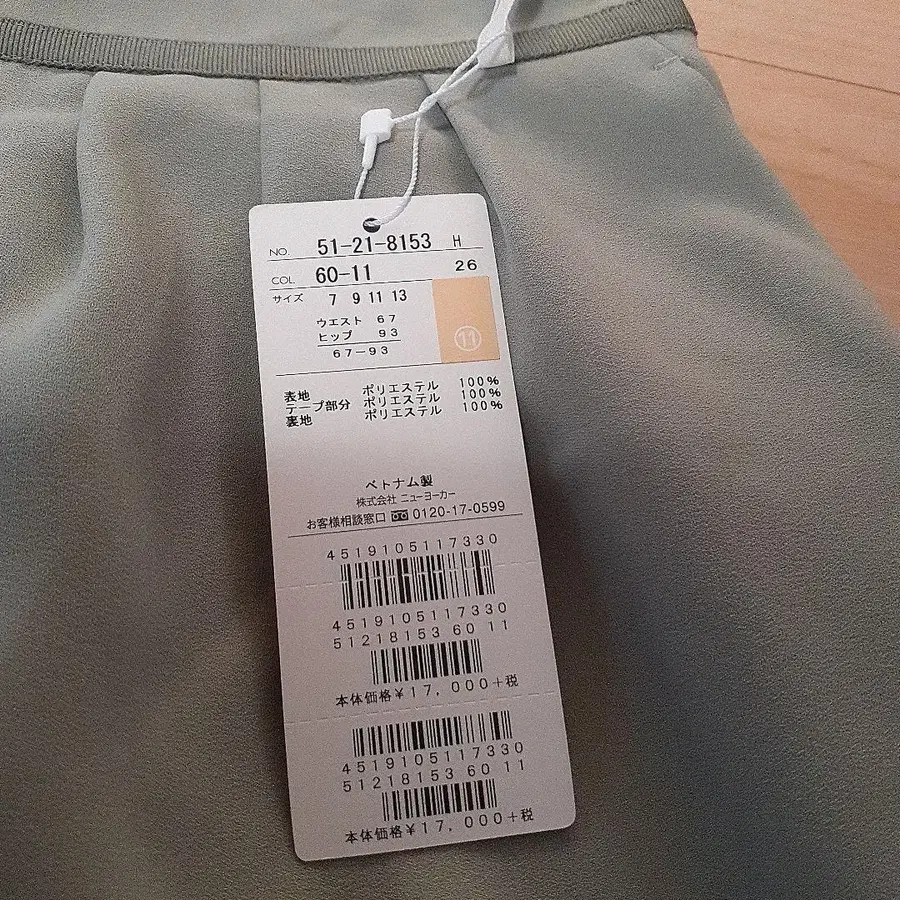 NO. 51-21-8153 H
COL 60-11 26
サイズ 7 9 11 13
ウエスト 67
ヒップ 93
67-93
⑪
表地 ポリエステル 100%
テープ部分 ポリエステル 100%
裏地 ポリエステル 100%
ベトナム製
株式会社 ニューヨーカー
お客様相談窓口 0120-17-0599
4519105117330
4519105117330
51218153 60 11
本体価格¥17,000+税
4519105117330
51218153 60 11
本体価格¥17,000+税